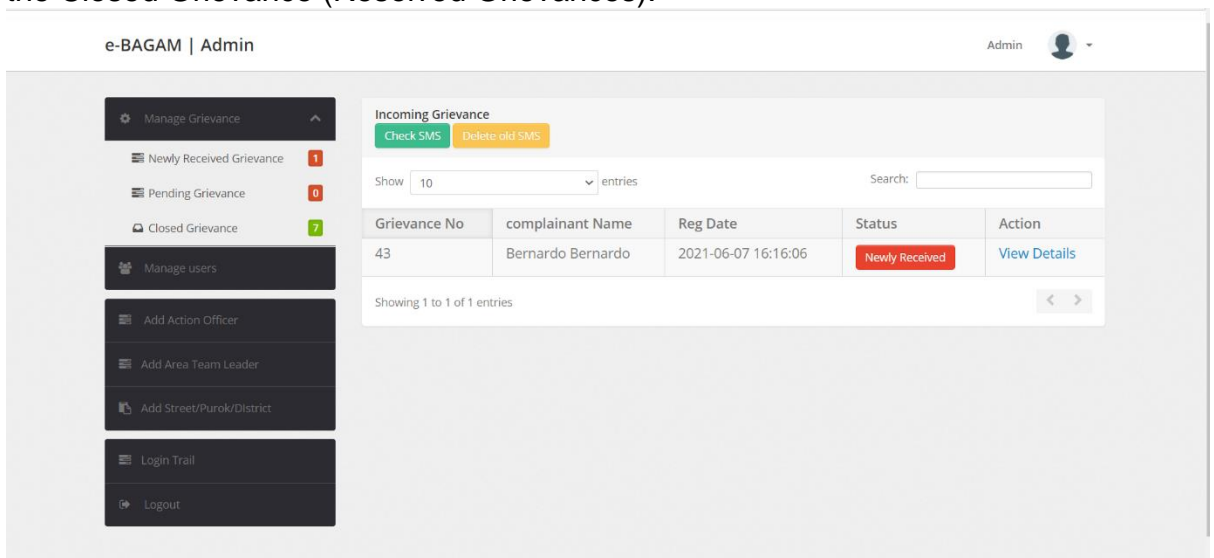 the Closed Grievance (Resolved Grievances).
e-BAGAM | Admin
Admin
Manage Grievance
Newly Received Grievance 1
Pending Grievance 0
Closed Grievance 7
Manage users
Add Action Officer
Add Area Team Leader
Add Street/Purok/District
Login Trail
Logout
Incoming Grievance
Check SMS Delete old SMS
Show 10 entries Search:
Grievance No complainant Name Reg Date Status Action
43 Bernardo Bernardo 2021-06-07 16:16:06 Newly Received View Details
Showing 1 to 1 of 1 entries < >